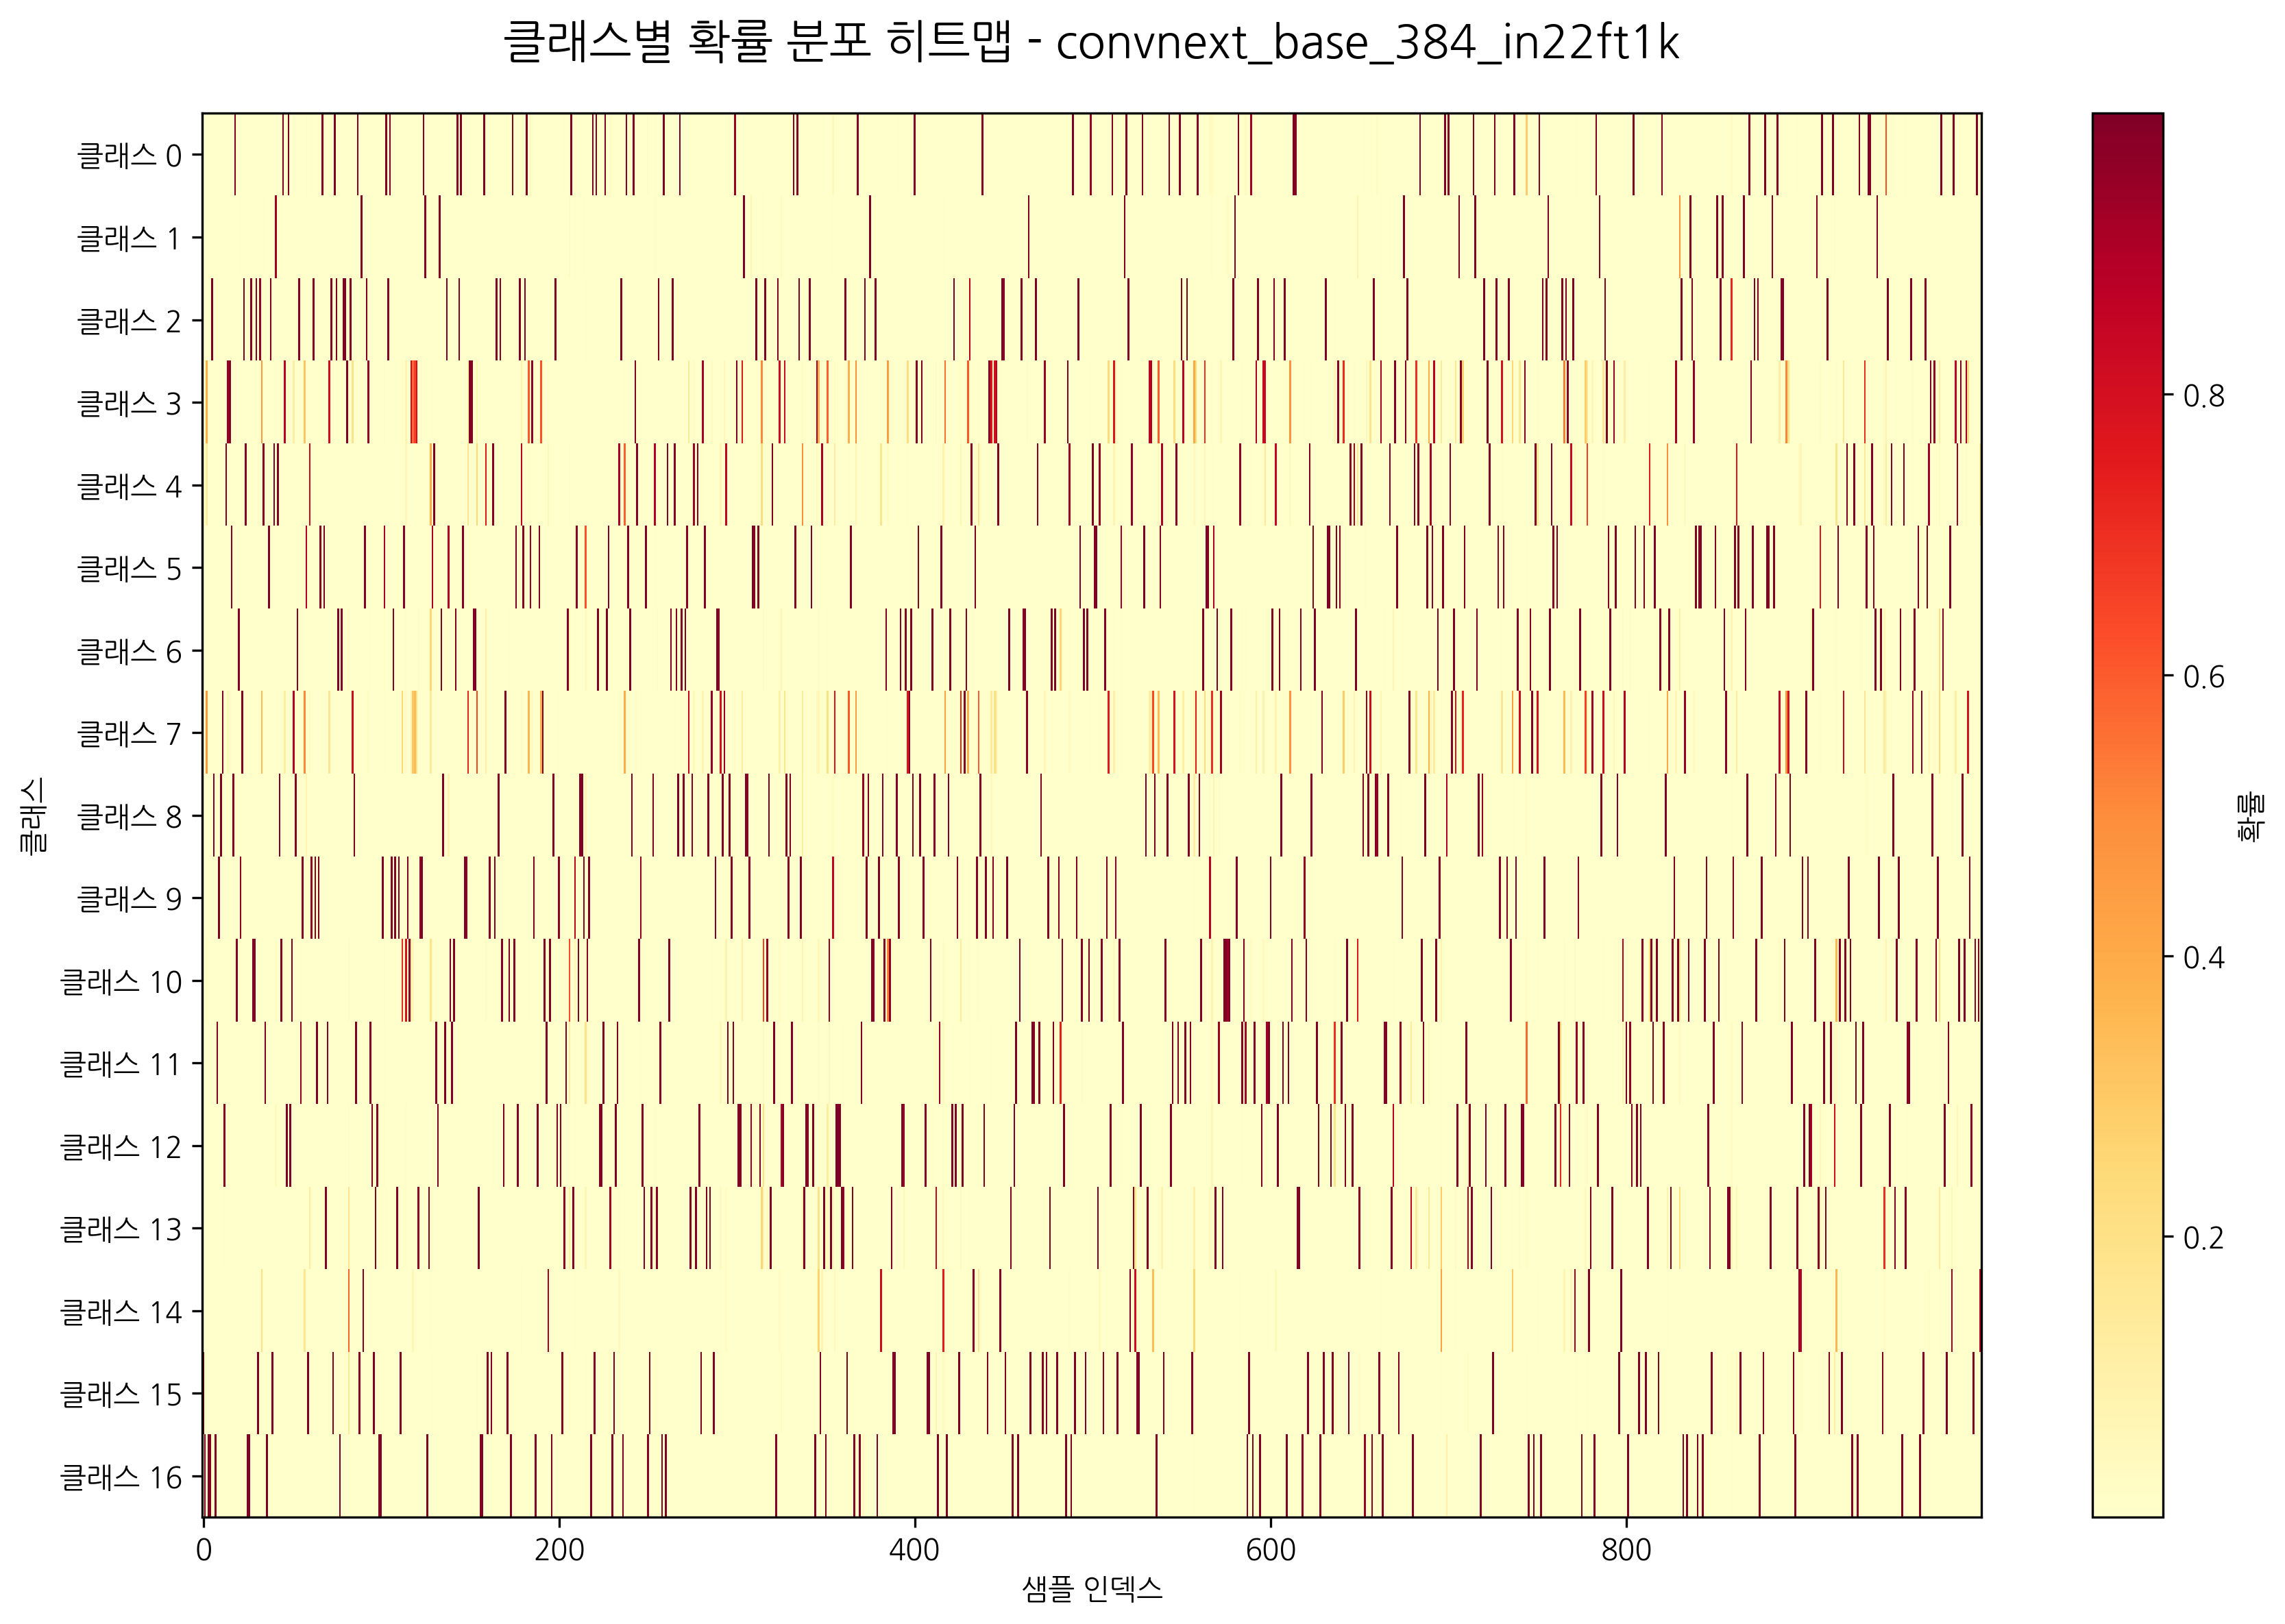 클래스별 확률 분포 히트맵 - convnext_base_384_in22ft1k
클래스 0
클래스 1
클래스 2
클래스 3
클래스 4
클래스 5
클래스 6
클래스 7
클래스 8
클래스 9
클래스 10
클래스 11
클래스 12
클래스 13
클래스 14
클래스 15
클래스 16
클래스
0 200 400 600 800
샘플 인덱스
0.8
0.6
0.4
0.2
확률